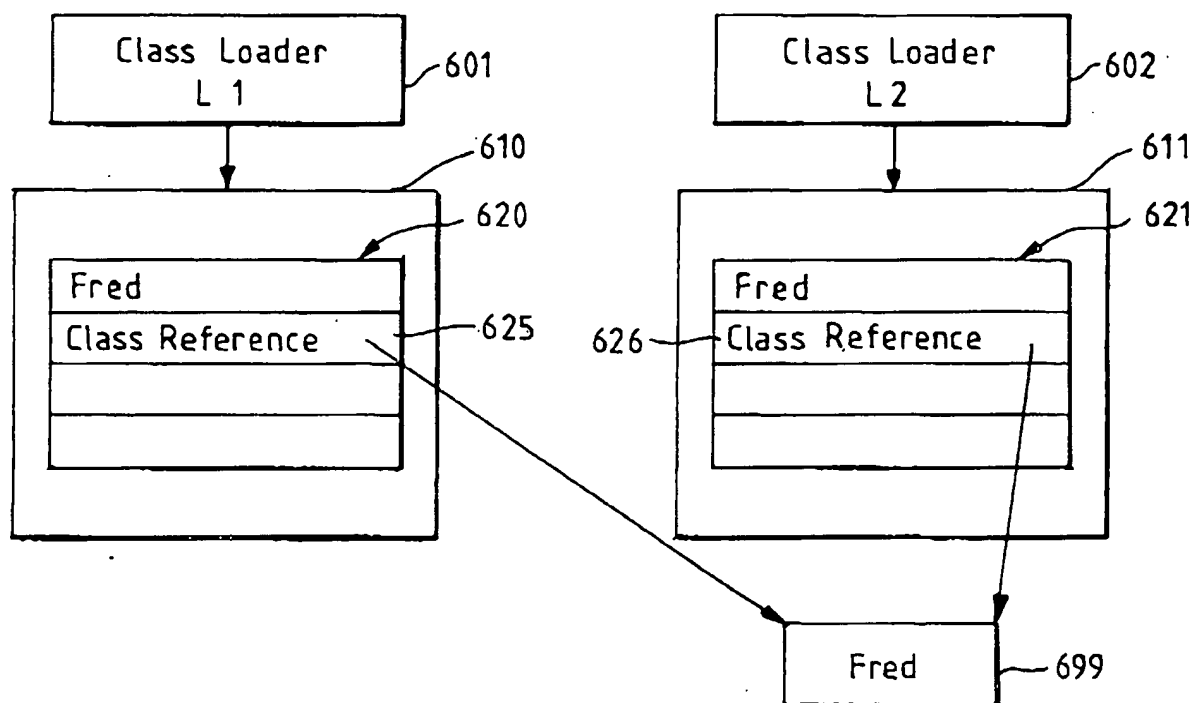 Class Loader
L 1
601
Class Loader
L 2
602
610
611
620
621
Fred
Class Reference
625
Fred
626
Class Reference
Fred
699